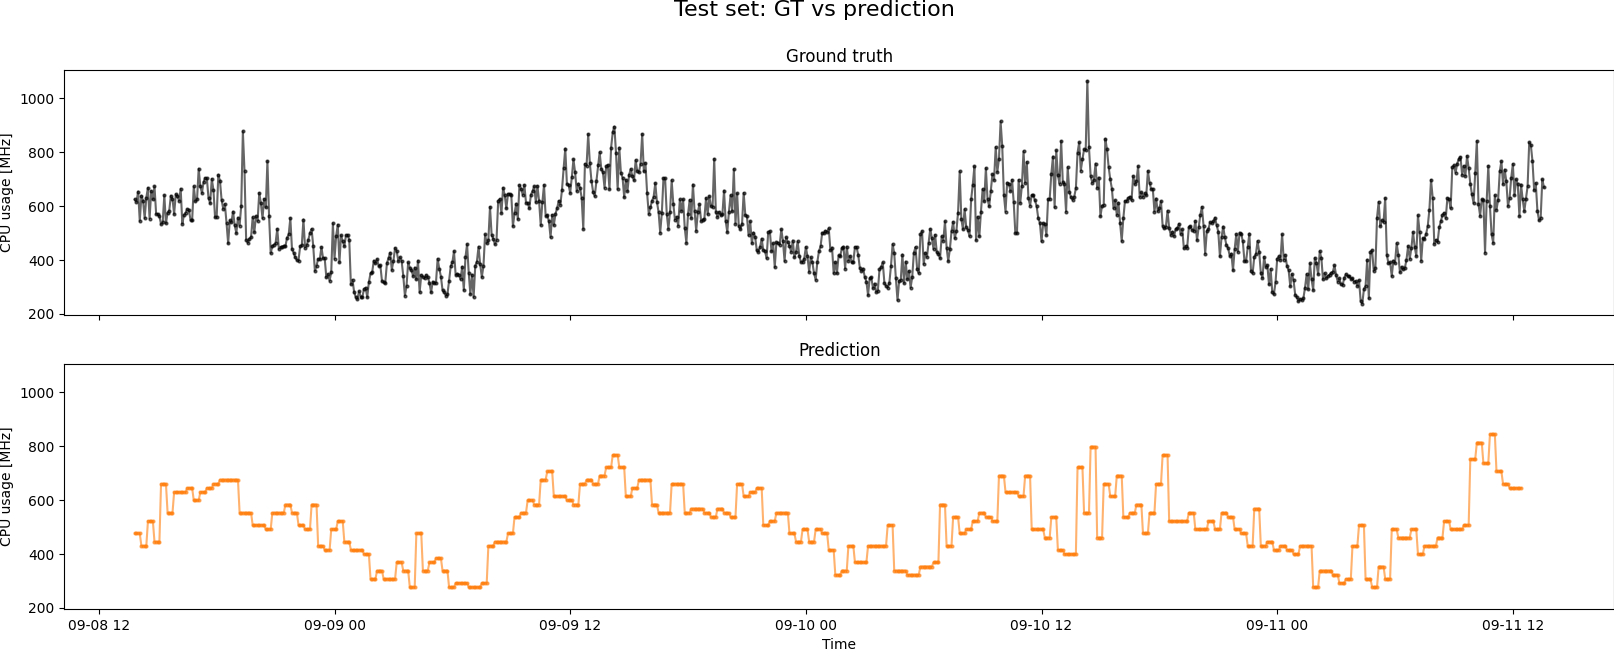 Test set: GT vs prediction
Ground truth
CPU usage [MHz]
1000
800
600
400
200
Prediction
CPU usage [MHz]
1000
800
600
400
200
09-08 12
09-09 00
09-09 12
09-10 00
09-10 12
09-11 00
09-11 12
Time